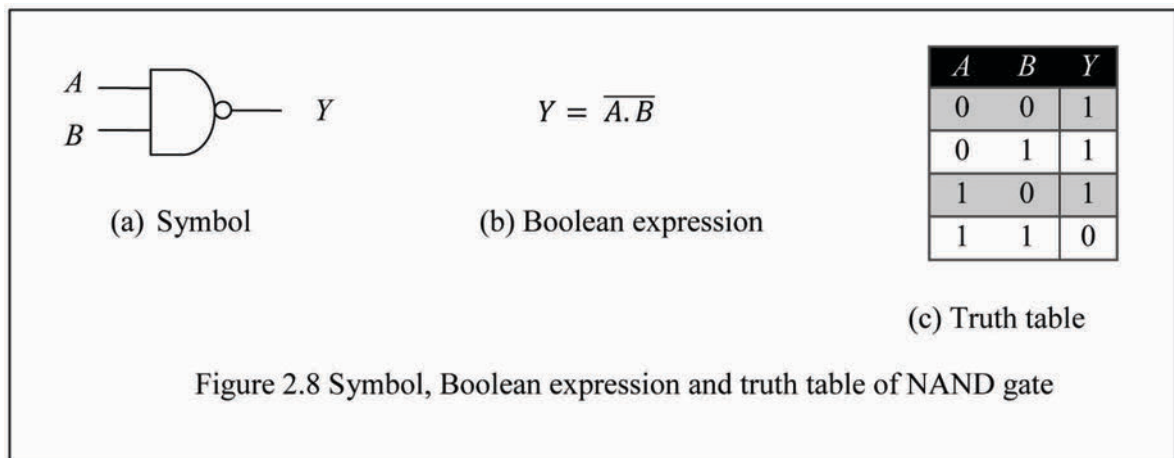 A
B
Y
(a) Symbol
Y = \overline{A.B}
(b) Boolean expression
A B Y
0 0 1
0 1 1
1 0 1
1 1 0
(c) Truth table
Figure 2.8 Symbol, Boolean expression and truth table of NAND gate